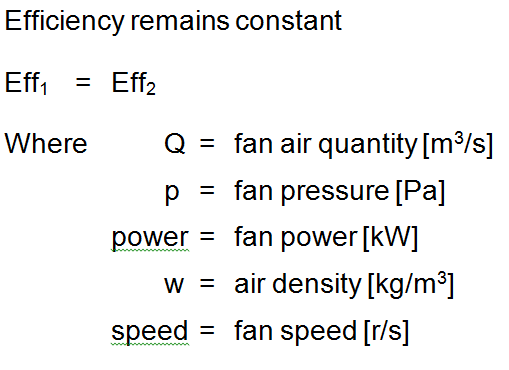 Efficiency remains constant
Eff₁ = Eff₂
Where Q = fan air quantity [m³/s]
p = fan pressure [Pa]
power = fan power [kW]
w = air density [kg/m³]
speed = fan speed [r/s]